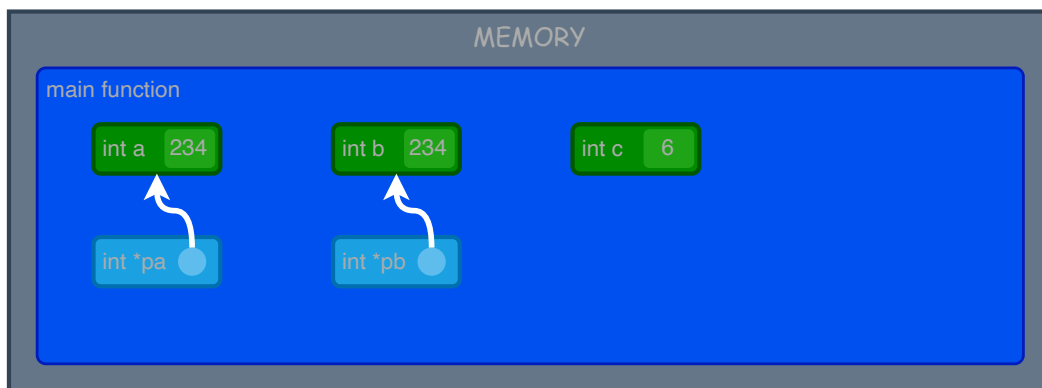 MEMORY
main function
int a 234
int b 234
int c 6
int *pa
int *pb